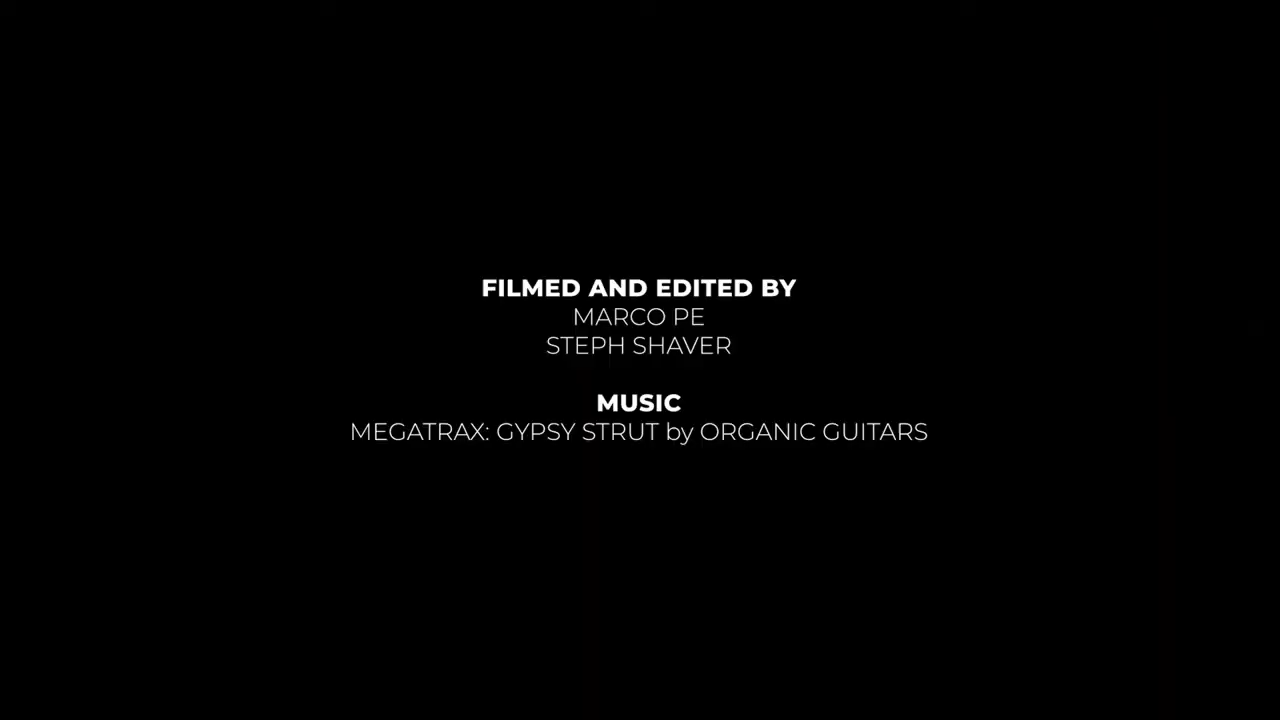 FILMED AND EDITED BY
MARCO PE
STEPH SHAVER
MUSIC
MEGATRAX: GYPSY STRUT by ORGANIC GUITARS